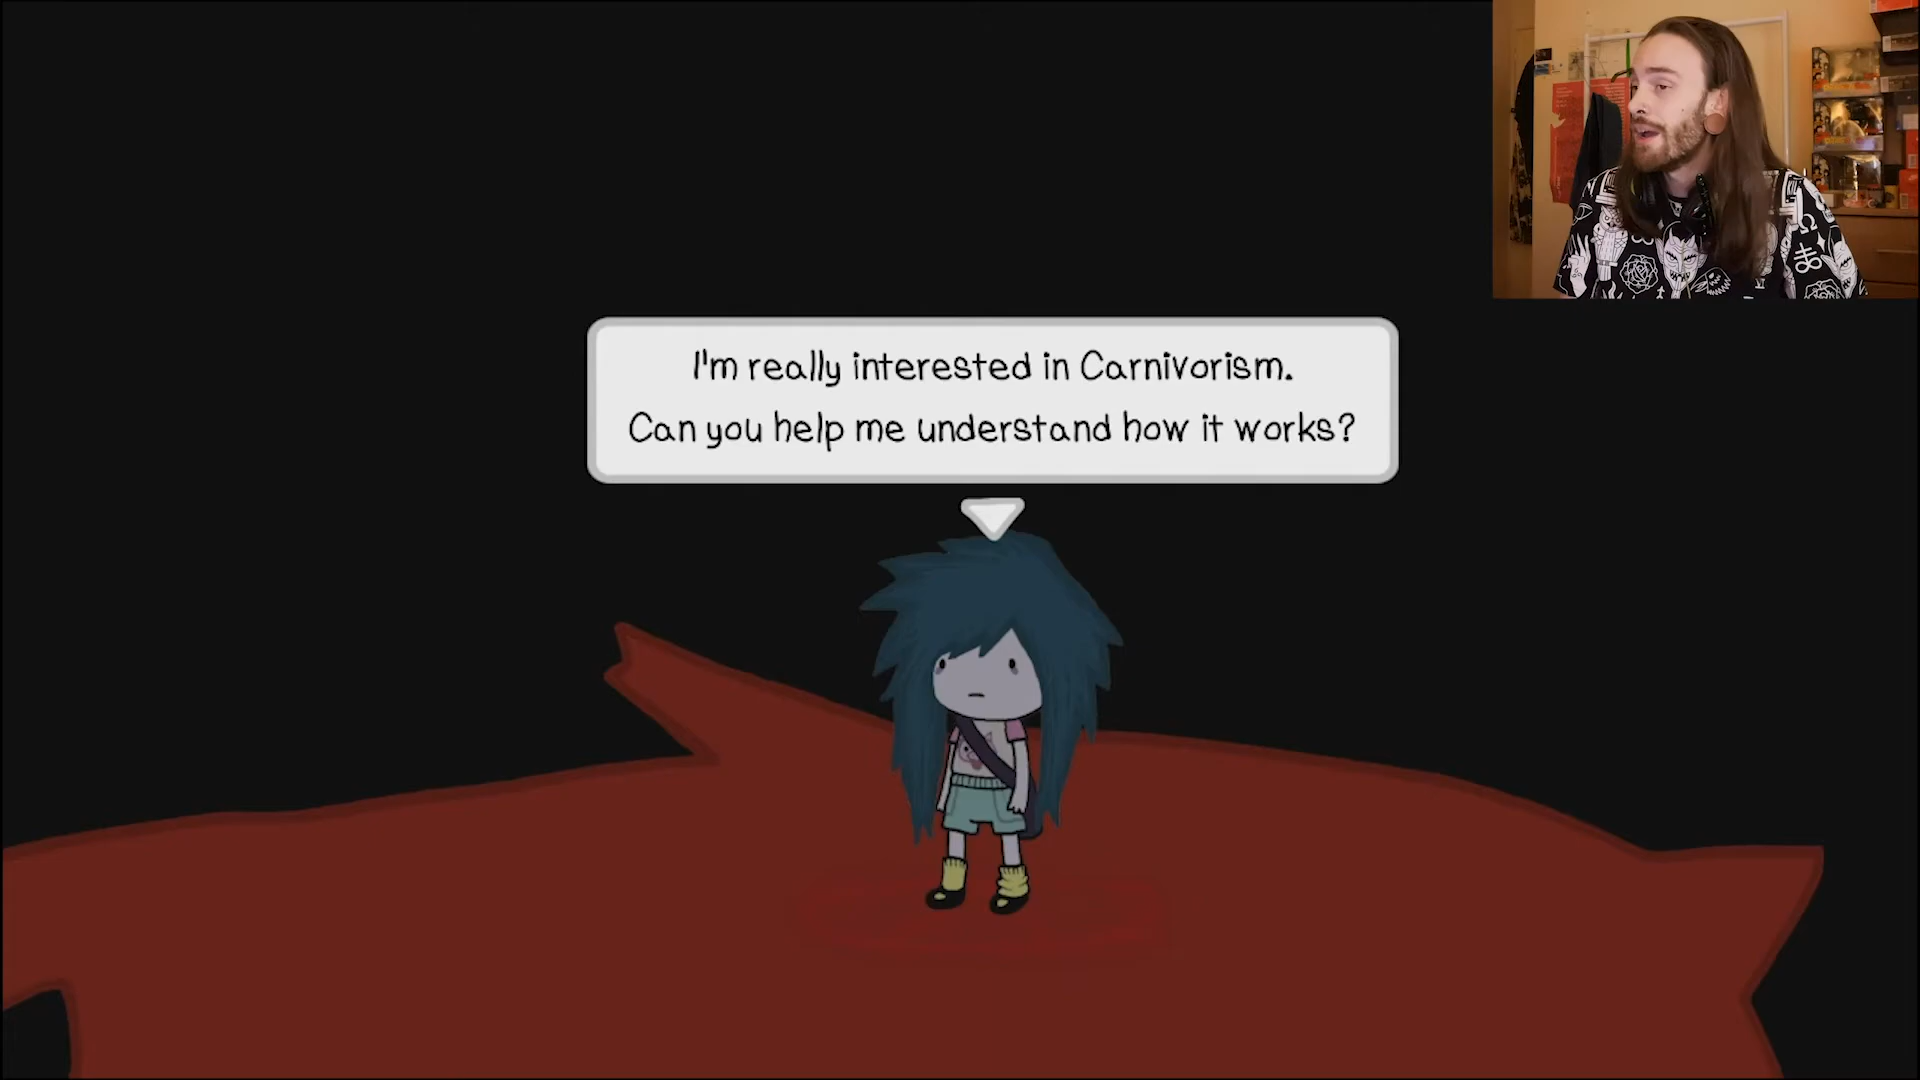 I'm really interested in Carnivorism.
Can you help me understand how it works?